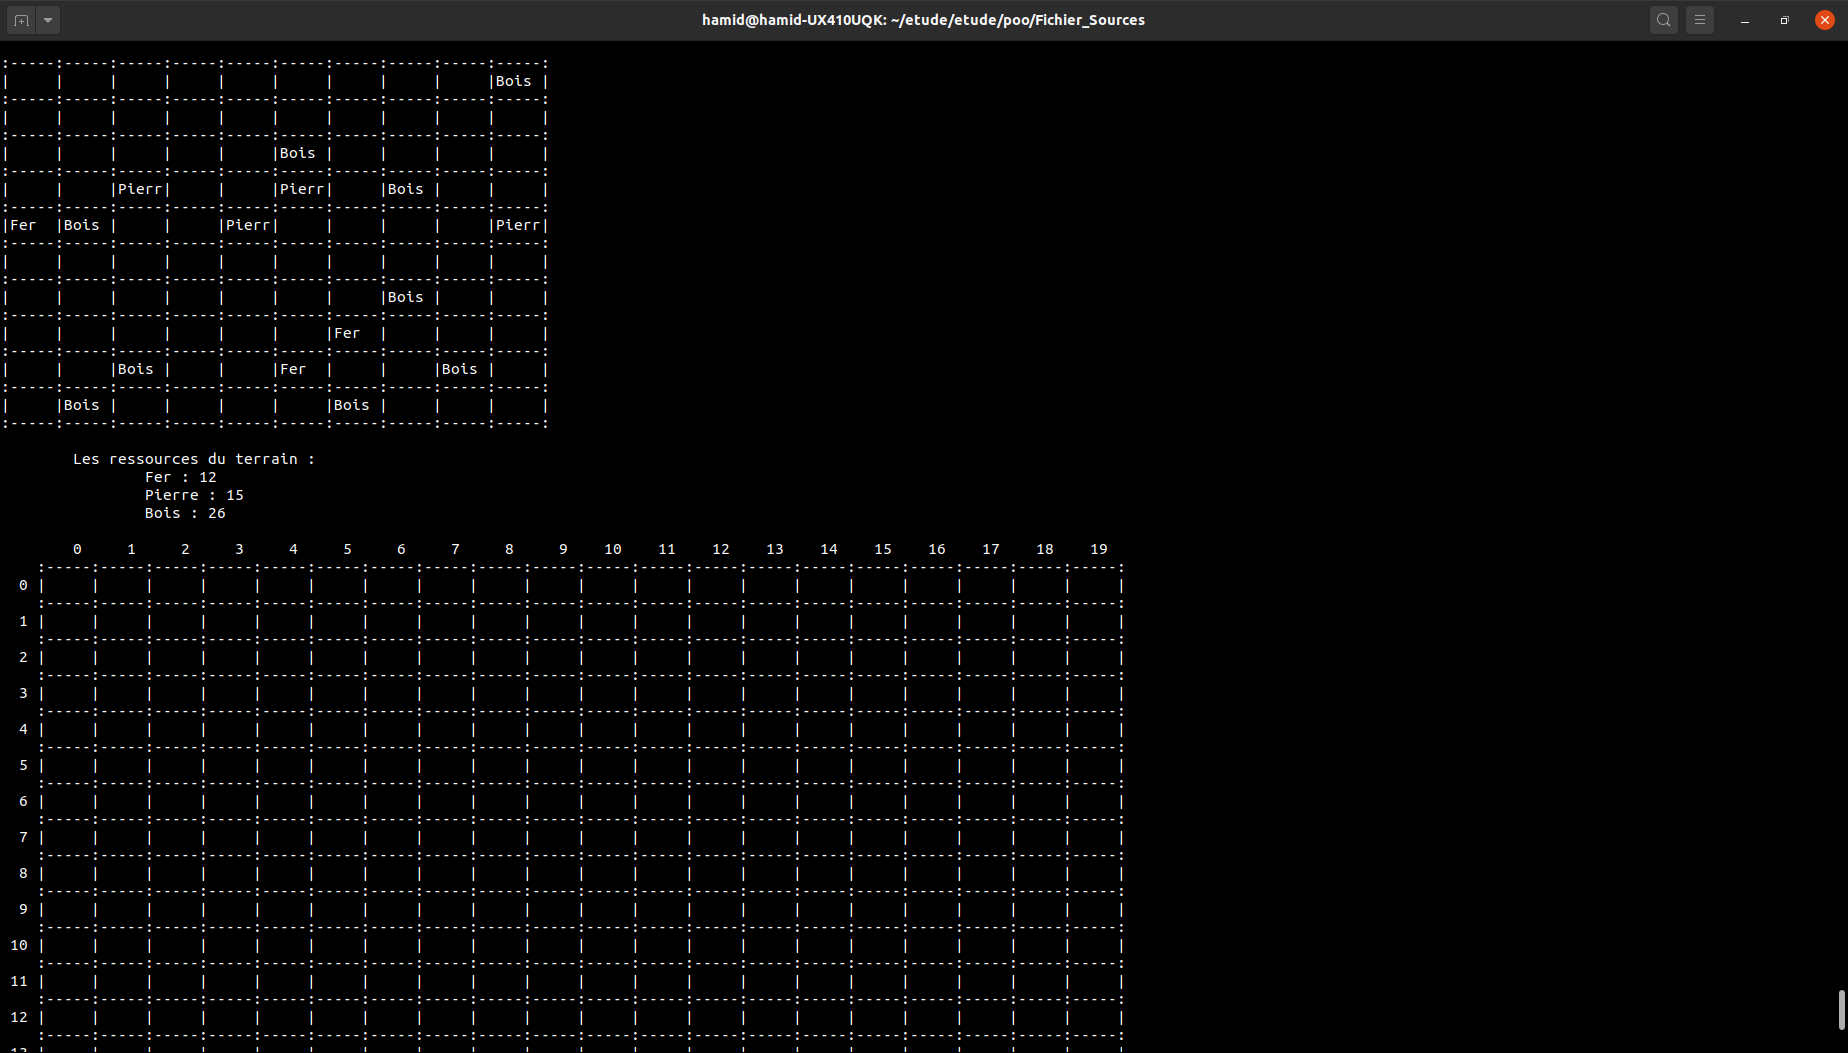 hamid@hamid-UX410UQK: ~/etude/etude/poo/Fichier_Sources
:-----:-----:-----:-----:-----:-----:-----:-----:-----:-----:
|     |     |     |     |     |     |     |     |     |Bois |
:-----:-----:-----:-----:-----:-----:-----:-----:-----:-----:
|     |     |     |     |     |     |     |     |     |     |
:-----:-----:-----:-----:-----:-----:-----:-----:-----:-----:
|     |     |     |     |     |Bois |     |     |     |     |
:-----:-----:-----:-----:-----:-----:-----:-----:-----:-----:
|     |     |Pierr|     |     |Pierr|     |Bois |     |     |
:-----:-----:-----:-----:-----:-----:-----:-----:-----:-----:
|Fer  |Bois |     |     |Pierr|     |     |     |     |Pierr|
:-----:-----:-----:-----:-----:-----:-----:-----:-----:-----:
|     |     |     |     |     |     |     |     |     |     |
:-----:-----:-----:-----:-----:-----:-----:-----:-----:-----:
|     |     |     |     |     |     |     |Bois |     |     |
:-----:-----:-----:-----:-----:-----:-----:-----:-----:-----:
|     |     |     |     |     |     |Fer  |     |     |     |
:-----:-----:-----:-----:-----:-----:-----:-----:-----:-----:
|     |     |Bois |     |     |Fer  |     |     |Bois |     |
:-----:-----:-----:-----:-----:-----:-----:-----:-----:-----:
|     |Bois |     |     |     |     |Bois |     |     |     |
:-----:-----:-----:-----:-----:-----:-----:-----:-----:-----:
Les ressources du terrain :
Fer : 12
Pierre : 15
Bois : 26
0 1 2 3 4 5 6 7 8 9 10 11 12 13 14 15 16 17 18 19
0
1
2
3
4
5
6
7
8
9
10
11
12
13